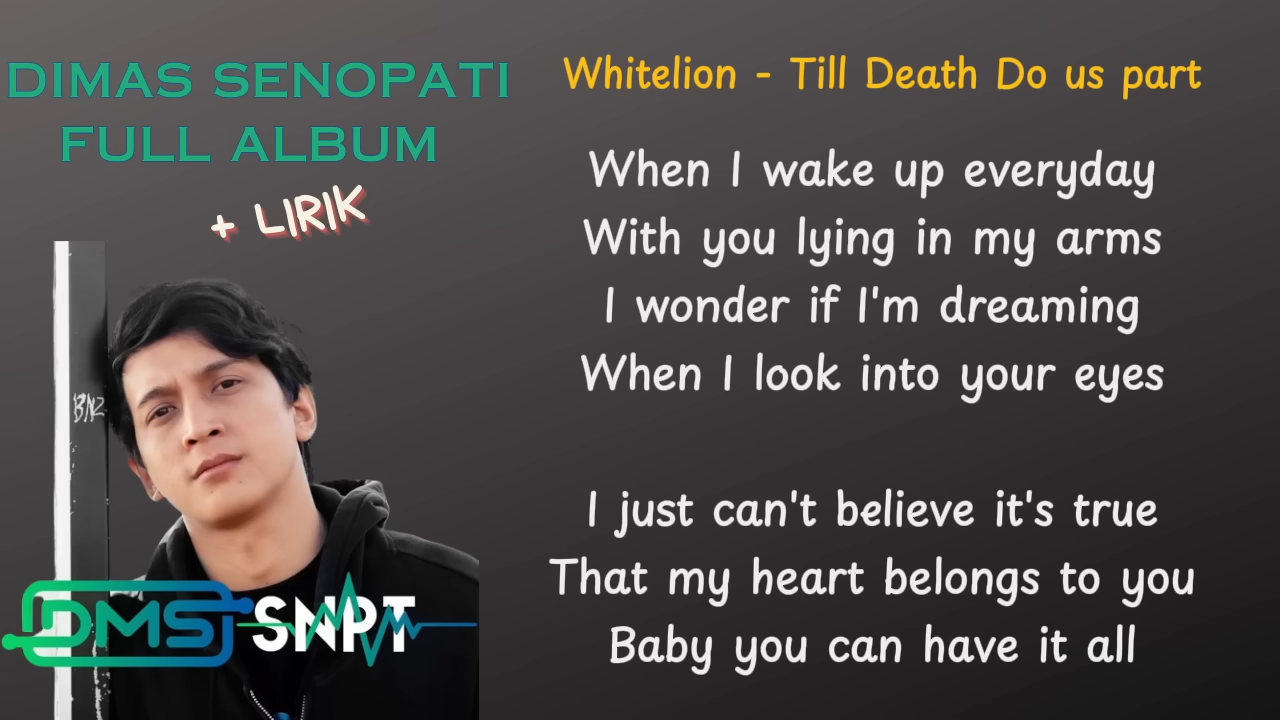 DIMAS SENOPATI
FULL ALBUM
+ LIRIK
BNZ
DMS SNPT
Whitelion - Till Death Do us part
When I wake up everyday
With you lying in my arms
I wonder if I'm dreaming
When I look into your eyes
I just can't believe it's true
That my heart belongs to you
Baby you can have it all